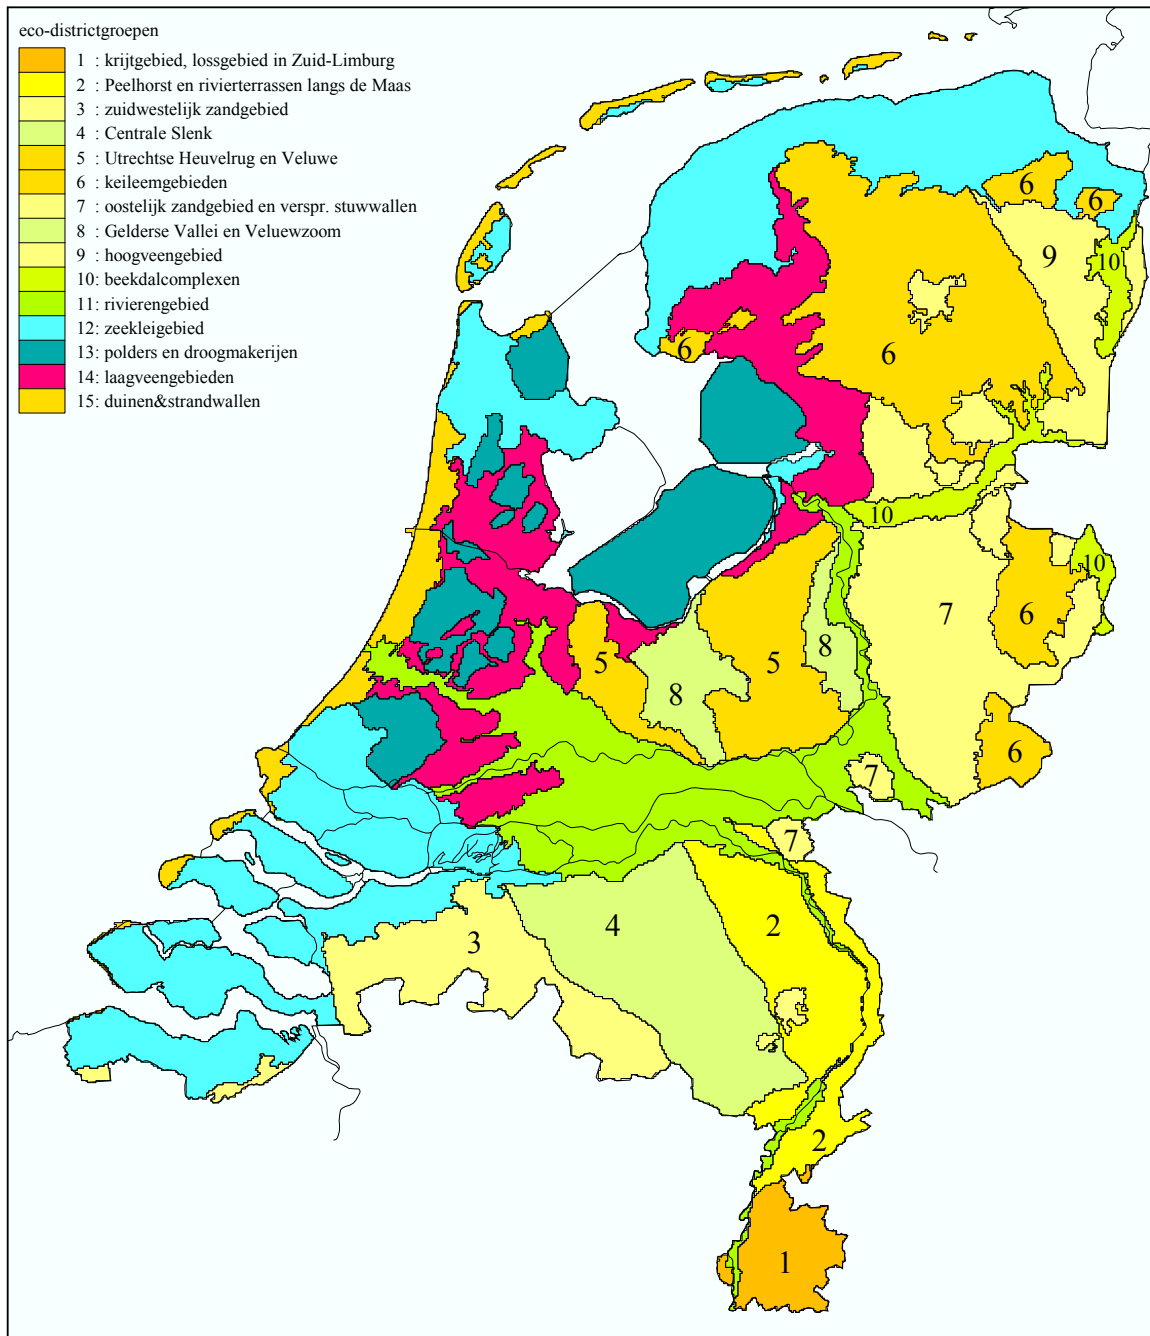 eco-districtgroepen
1 : krijtgebied, lossgebied in Zuid-Limburg
2 : Peelhorst en rivierterrassen langs de Maas
3 : zuidwestelijk zandgebied
4 : Centrale Slenk
5 : Utrechtse Heuvelrug en Veluwe
6 : keileemgebieden
7 : oostelijk zandgebied en verspr. stuwwallen
8 : Gelderse Vallei en Veluewzoom
9 : hoogveengebied
10: beekdalcomplexen
11: rivierengebied
12: zeekleigebied
13: polders en droogmakerijen
14: laagveengebieden
15: duinen&strandwallen
6
6
9
10
6
6
10
10
7
6
5
5
8
8
6
7
7
4
2
3
2
1